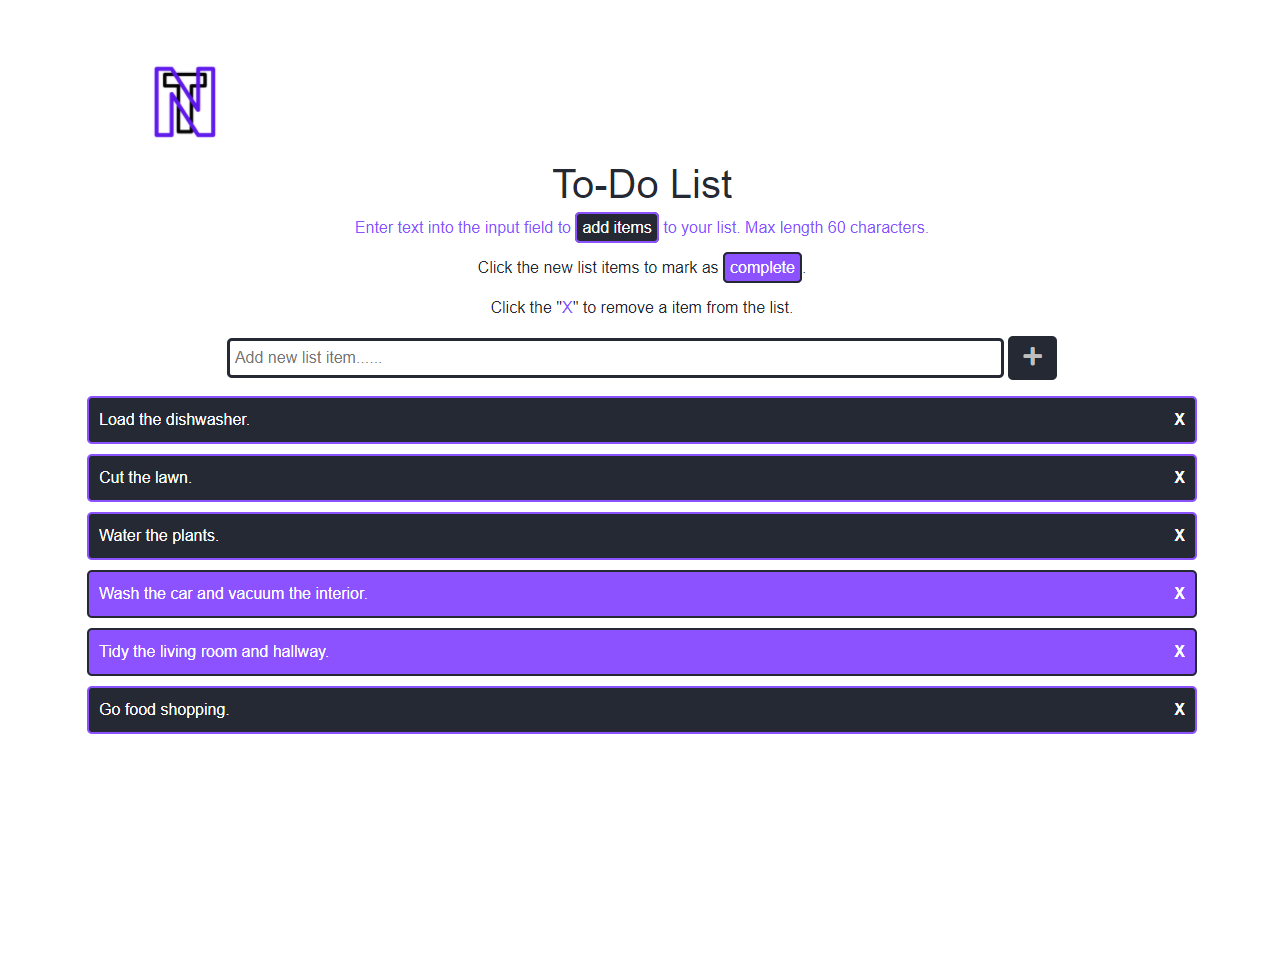 NT
To-Do List
Enter text into the input field to add items to your list. Max length 60 characters.
Click the new list items to mark as complete.
Click the "X" to remove a item from the list.
Add new list item......
Load the dishwasher. X
Cut the lawn. X
Water the plants. X
Wash the car and vacuum the interior. X
Tidy the living room and hallway. X
Go food shopping. X